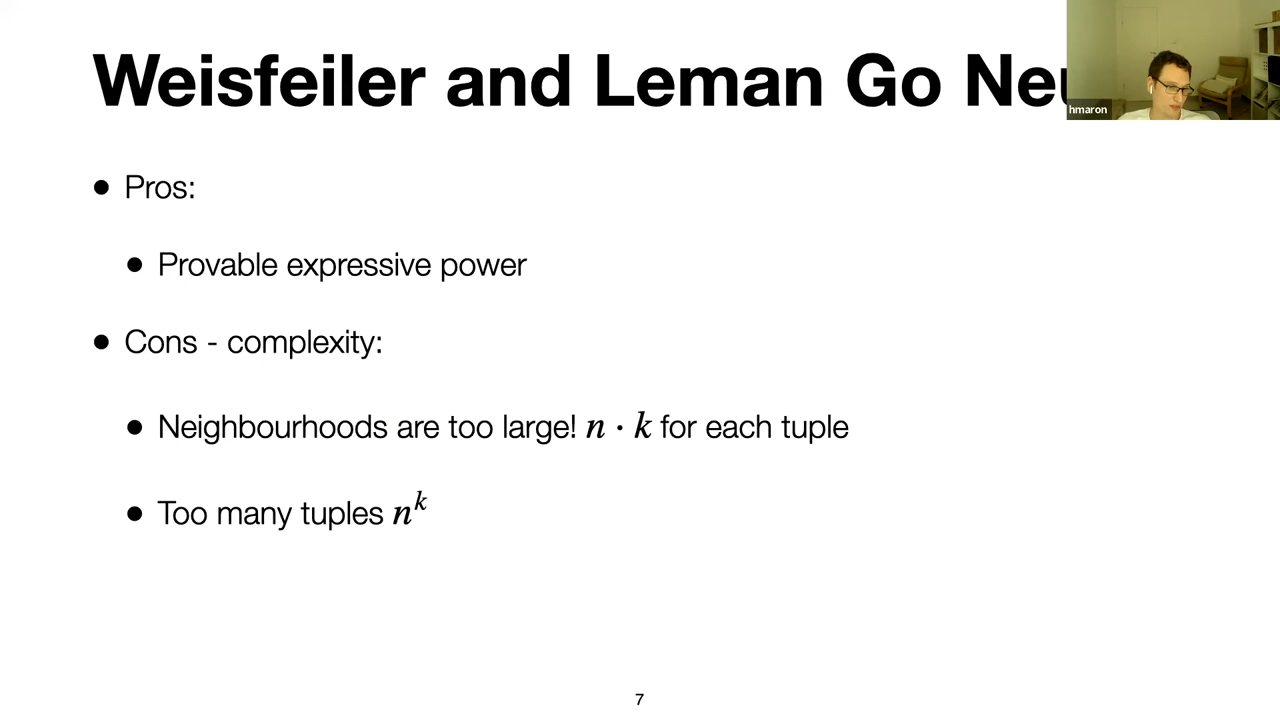 Weisfeiler and Leman Go
hmaron
• Pros:
• Provable expressive power
• Cons - complexity:
• Neighbourhoods are too large! n · k for each tuple
• Too many tuples n^k
7